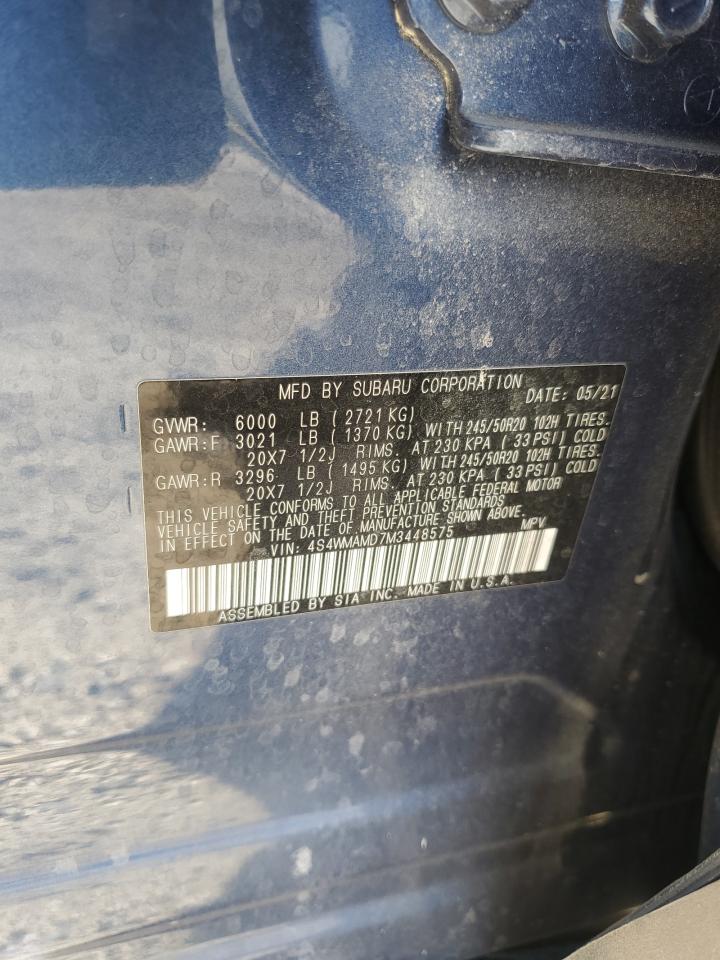 MFD BY SUBARU CORPORATION DATE: 05/21
GVWR: 6000 LB ( 2721 KG)
GAWR:F 3021 LB ( 1370 KG) WITH 245/50R20 102H TIRES.
20X7 1/2J RIMS. AT 230 KPA ( 33 PSI) COLD
GAWR:R 3296 LB ( 1495 KG) WITH 245/50R20 102H TIRES.
20X7 1/2J RIMS. AT 230 KPA ( 33 PSI) COLD
THIS VEHICLE CONFORMS TO ALL APPLICABLE FEDERAL MOTOR
VEHICLE SAFETY AND THEFT PREVENTION STANDARDS
IN EFFECT ON THE DATE OF MANUFACTURE SHOWN ABOVE.
VIN: 4S4WMAMD7M3448575 MPV
ASSEMBLED BY SIA INC. MADE IN U.S.A.